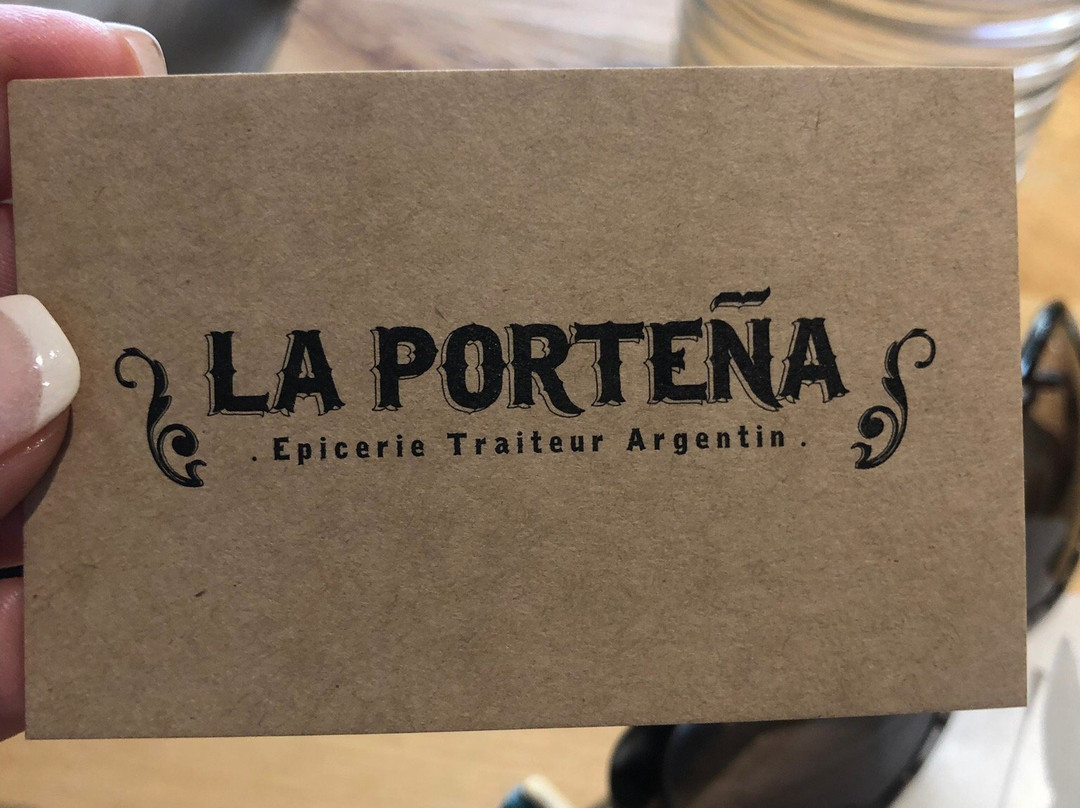 LA PORTEÑA
. Epicerie Traiteur Argentin .